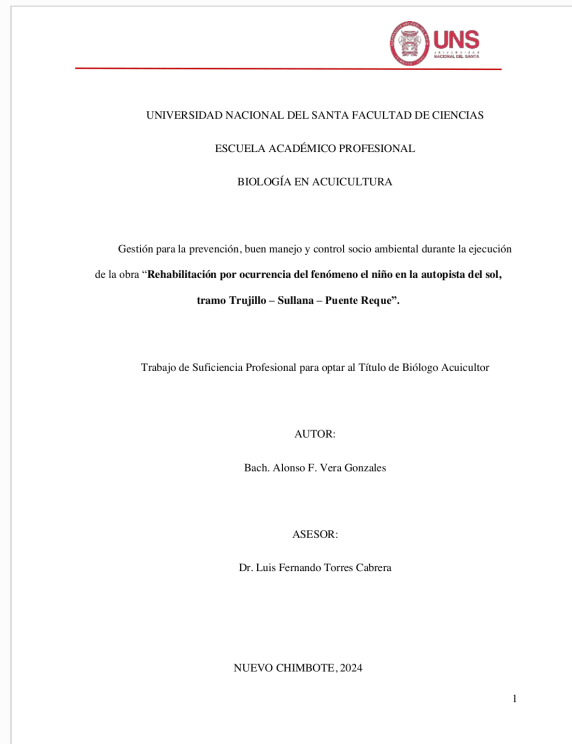 UNS
UNIVERSIDAD
NACIONAL DEL SANTA
UNIVERSIDAD NACIONAL DEL SANTA FACULTAD DE CIENCIAS
ESCUELA ACADÉMICO PROFESIONAL
BIOLOGÍA EN ACUICULTURA
Gestión para la prevención, buen manejo y control socio ambiental durante la ejecución
de la obra “Rehabilitación por ocurrencia del fenómeno el niño en la autopista del sol,
tramo Trujillo – Sullana – Puente Reque”.
Trabajo de Suficiencia Profesional para optar al Título de Biólogo Acuicultor
AUTOR:
Bach. Alonso F. Vera Gonzales
ASESOR:
Dr. Luis Fernando Torres Cabrera
NUEVO CHIMBOTE, 2024
1